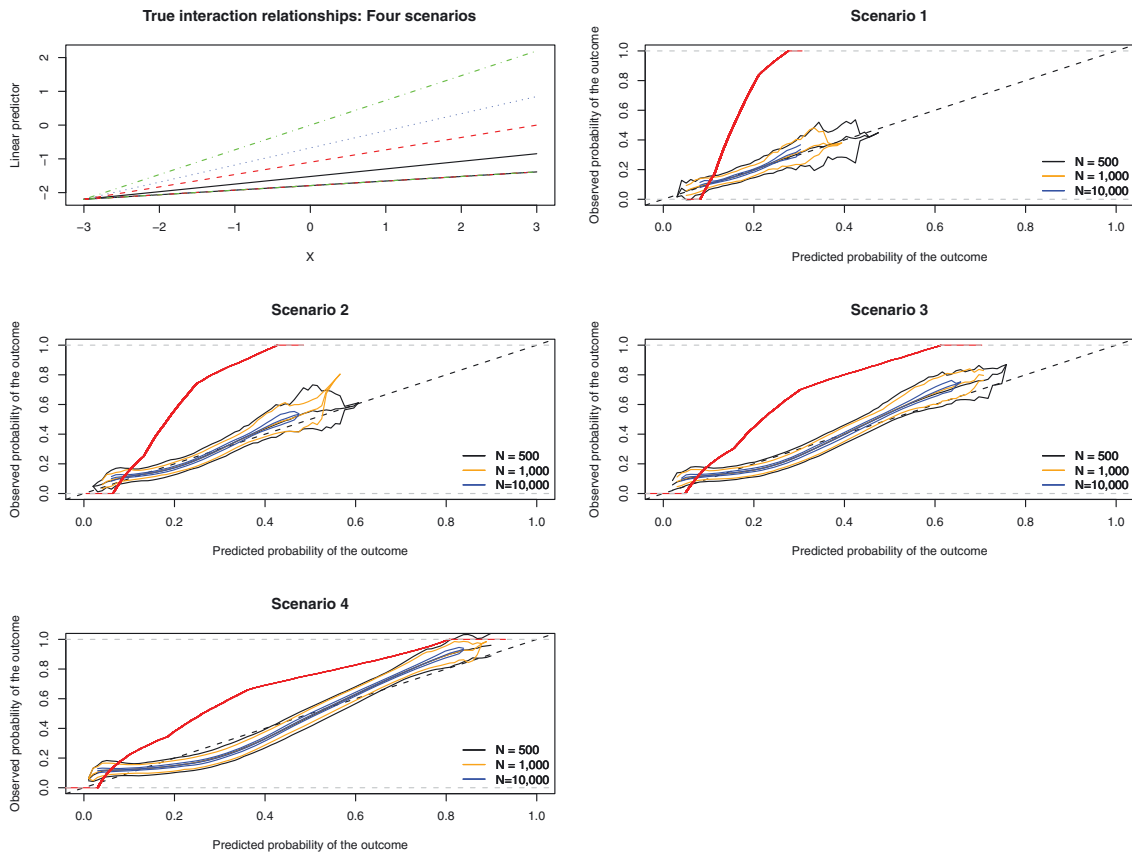 True interaction relationships: Four scenarios
Linear predictor
2
1
0
−1
−2
−3
−2
−1
0
1
2
3
X
Scenario 1
Observed probability of the outcome
1.0
0.8
0.6
0.4
0.2
0.0
N = 500
N = 1,000
N=10,000
0.0
0.2
0.4
0.6
0.8
1.0
Predicted probability of the outcome
Scenario 2
Observed probability of the outcome
1.0
0.8
0.6
0.4
0.2
0.0
N = 500
N = 1,000
N=10,000
0.0
0.2
0.4
0.6
0.8
1.0
Predicted probability of the outcome
Scenario 3
Observed probability of the outcome
1.0
0.8
0.6
0.4
0.2
0.0
N = 500
N = 1,000
N=10,000
0.0
0.2
0.4
0.6
0.8
1.0
Predicted probability of the outcome
Scenario 4
Observed probability of the outcome
1.0
0.8
0.6
0.4
0.2
0.0
N = 500
N = 1,000
N=10,000
0.0
0.2
0.4
0.6
0.8
1.0
Predicted probability of the outcome